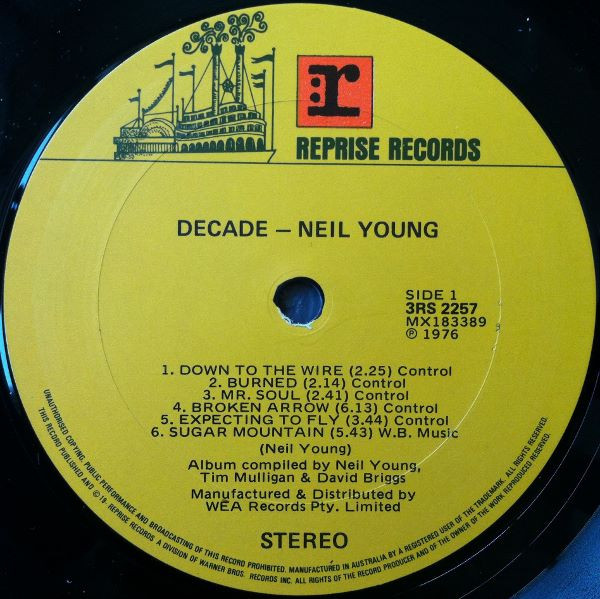 r
REPRISE RECORDS
DECADE – NEIL YOUNG
SIDE 1
3RS 2257
MX183389
℗ 1976
1. DOWN TO THE WIRE (2.25) Control
2. BURNED (2.14) Control
3. MR. SOUL (2.41) Control
4. BROKEN ARROW (6.13) Control
5. EXPECTING TO FLY (3.44) Control
6. SUGAR MOUNTAIN (5.43) W.B. Music
(Neil Young)
Album compiled by Neil Young,
Tim Mulligan & David Briggs
Manufactured & Distributed by
WEA Records Pty. Limited
STEREO
UNAUTHORISED COPYING, PUBLIC PERFORMANCE AND BROADCASTING OF THIS RECORD PROHIBITED. MANUFACTURED IN AUSTRALIA BY A REGISTERED USER OF THE TRADEMARK. ALL RIGHTS RESERVED.
THIS RECORD PUBLISHED AND © 19- REPRISE RECORDS A DIVISION OF WARNER BROS. RECORDS INC. ALL RIGHTS OF THE RECORD PRODUCER AND OF THE OWNER OF THE WORK REPRODUCED RESERVED.